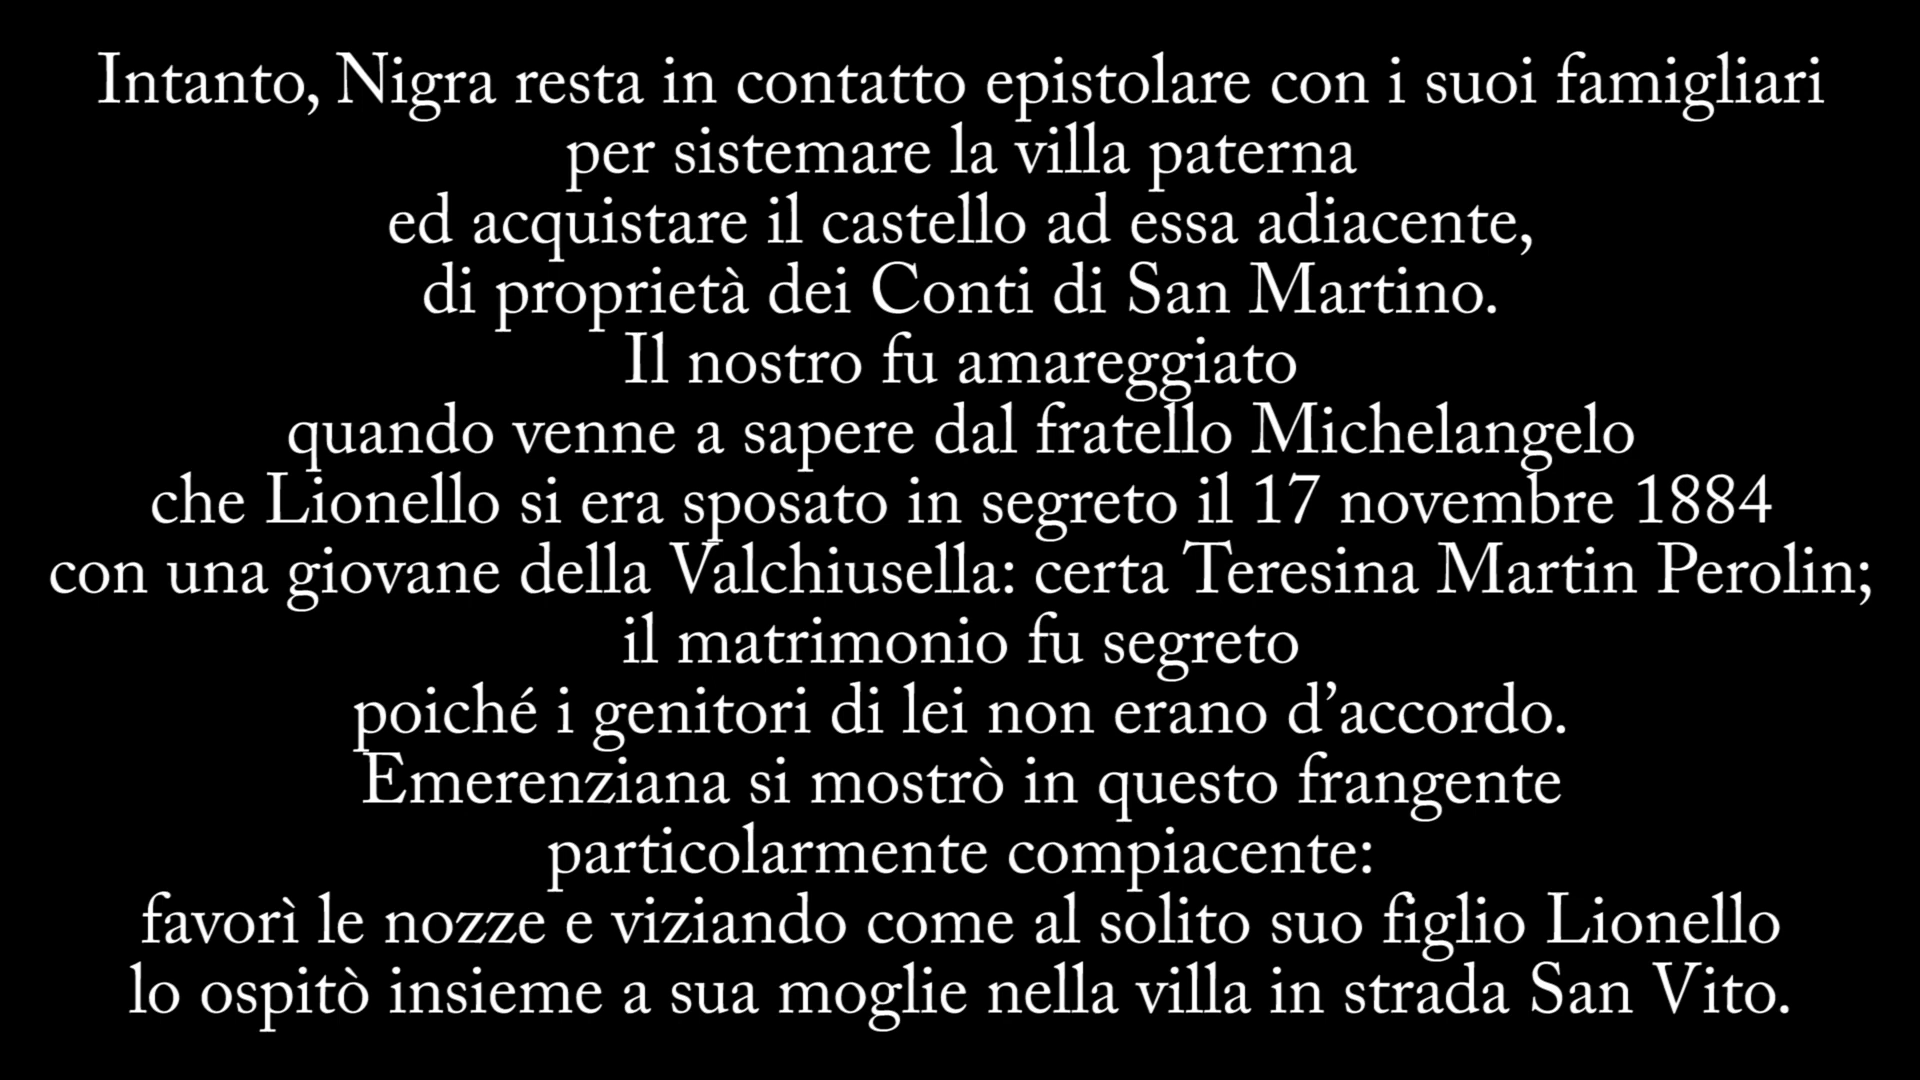 Intanto, Nigra resta in contatto epistolare con i suoi famigliari
per sistemare la villa paterna
ed acquistare il castello ad essa adiacente,
di proprietà dei Conti di San Martino.
Il nostro fu amareggiato
quando venne a sapere dal fratello Michelangelo
che Lionello si era sposato in segreto il 17 novembre 1884
con una giovane della Valchiusella: certa Teresina Martin Perolin;
il matrimonio fu segreto
poiché i genitori di lei non erano d’accordo.
Emerenziana si mostrò in questo frangente
particolarmente compiacente:
favorì le nozze e viziando come al solito suo figlio Lionello
lo ospitò insieme a sua moglie nella villa in strada San Vito.